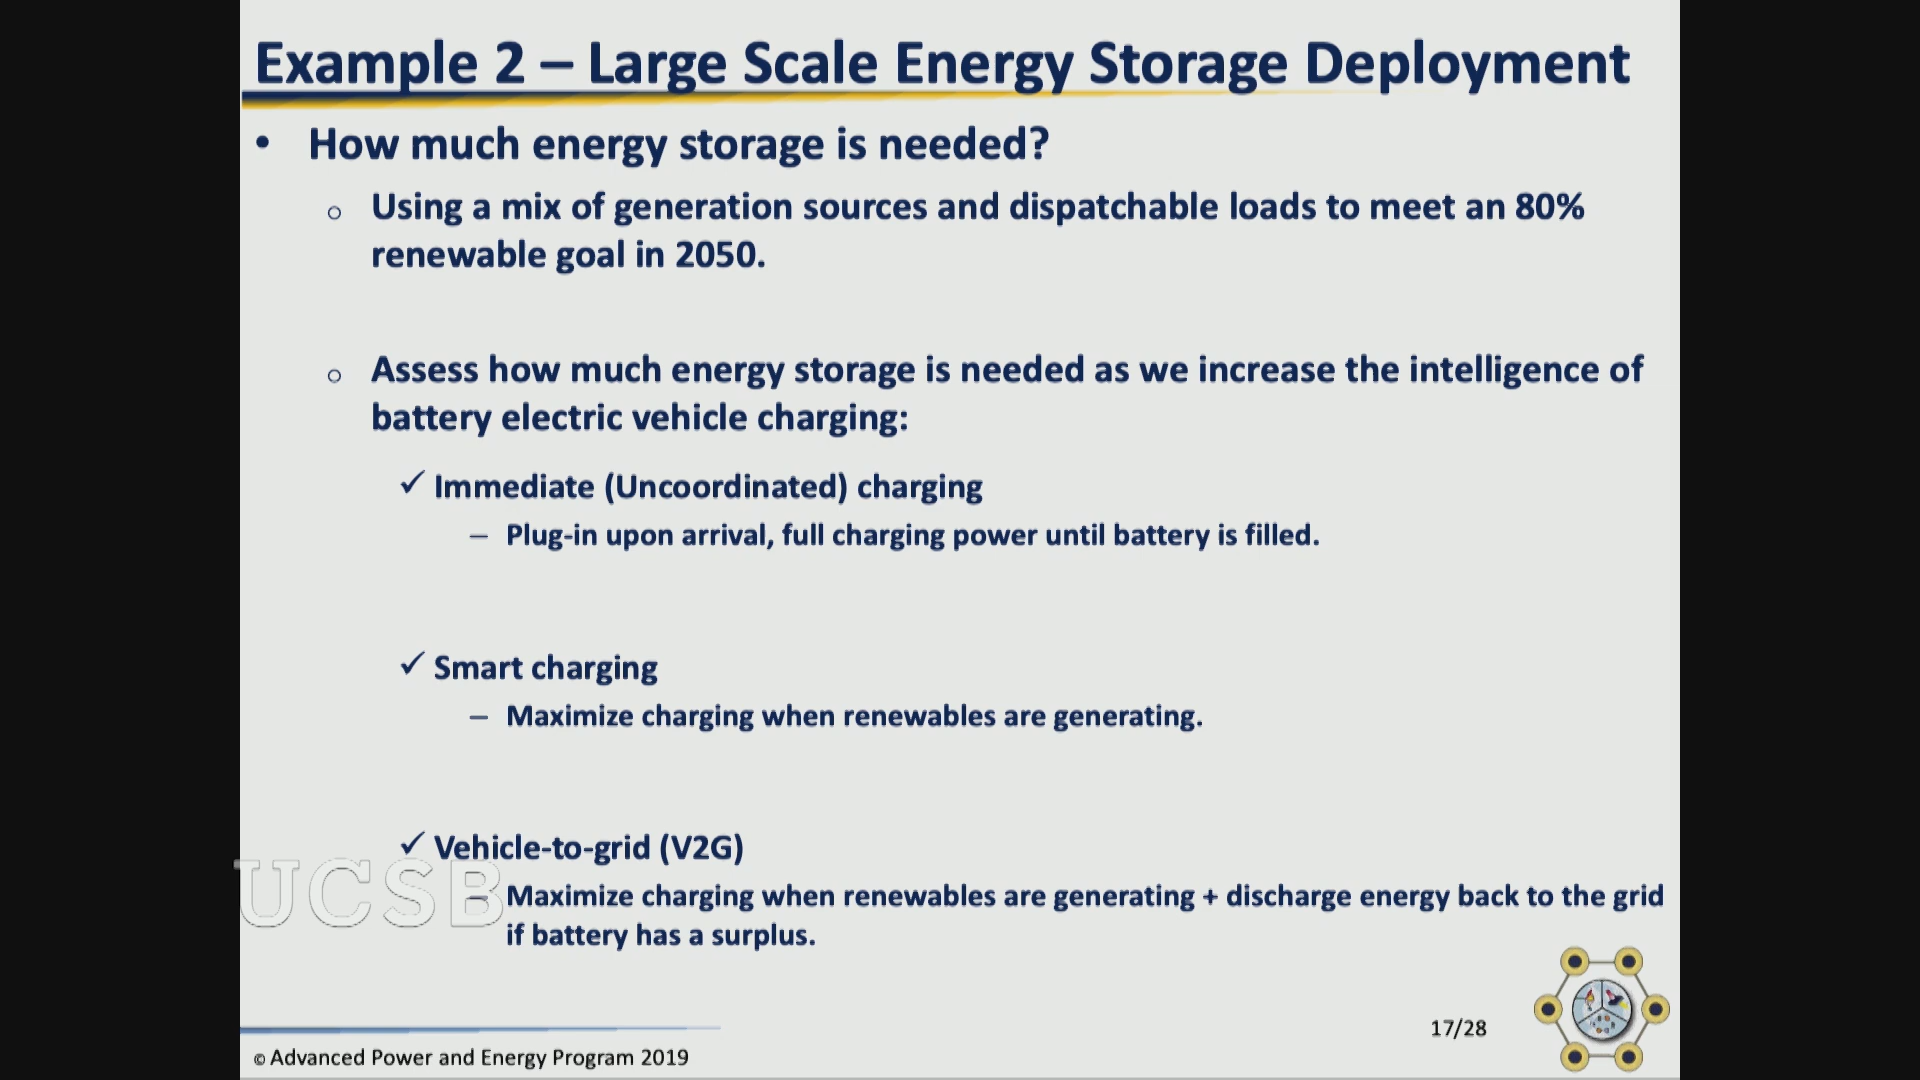 Example 2 – Large Scale Energy Storage Deployment
• How much energy storage is needed?
o Using a mix of generation sources and dispatchable loads to meet an 80%
renewable goal in 2050.
o Assess how much energy storage is needed as we increase the intelligence of
battery electric vehicle charging:
✓ Immediate (Uncoordinated) charging
– Plug-in upon arrival, full charging power until battery is filled.
✓ Smart charging
– Maximize charging when renewables are generating.
✓ Vehicle-to-grid (V2G)
– Maximize charging when renewables are generating + discharge energy back to the grid
if battery has a surplus.
UCSB
17/28
© Advanced Power and Energy Program 2019